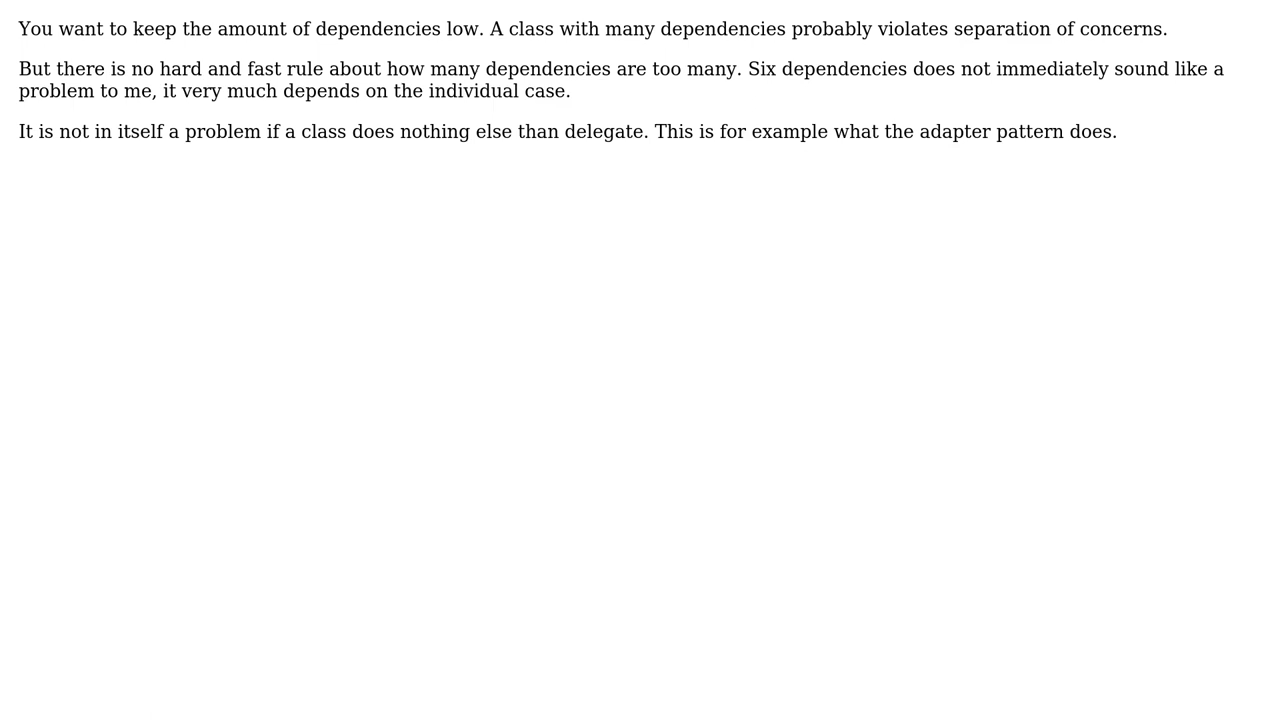 You want to keep the amount of dependencies low. A class with many dependencies probably violates separation of concerns.
But there is no hard and fast rule about how many dependencies are too many. Six dependencies does not immediately sound like a
problem to me, it very much depends on the individual case.
It is not in itself a problem if a class does nothing else than delegate. This is for example what the adapter pattern does.